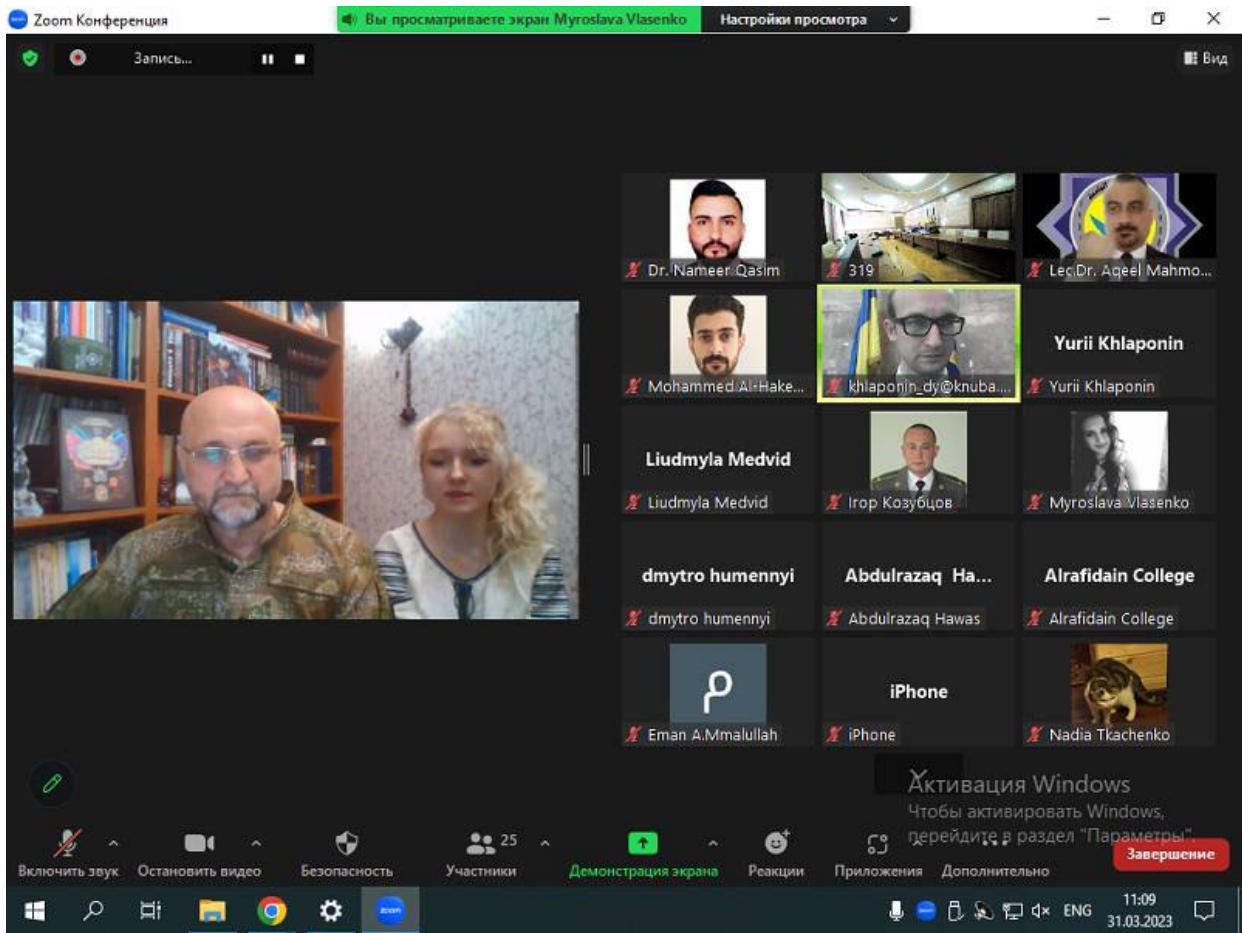 Zoom Конференция
Вы просматриваете экран Myroslava Vlasenko
Настройки просмотра
Запись...
Вид
Dr. Nameer Qasim
319
Lec.Dr. Aqeel Mahmo...
Mohammed Al-Hake...
khlaponin_dy@knuba....
Yurii Khlaponin
Yurii Khlaponin
Liudmyla Medvid
Liudmyla Medvid
Ігор Козубцов
Myroslava Vlasenko
dmytro humennyi
dmytro humennyi
Abdulrazaq Ha...
Abdulrazaq Hawas
Alrafidain College
Alrafidain College
م
Eman A.Mmalullah
iPhone
iPhone
Nadia Tkachenko
Активация Windows
Чтобы активировать Windows,
перейдите в раздел "Параметры".
Включить звук
Остановить видео
Безопасность
25
Участники
Демонстрация экрана
Реакции
Приложения
Дополнительно
Завершение
zoom
ENG
11:09
31.03.2023